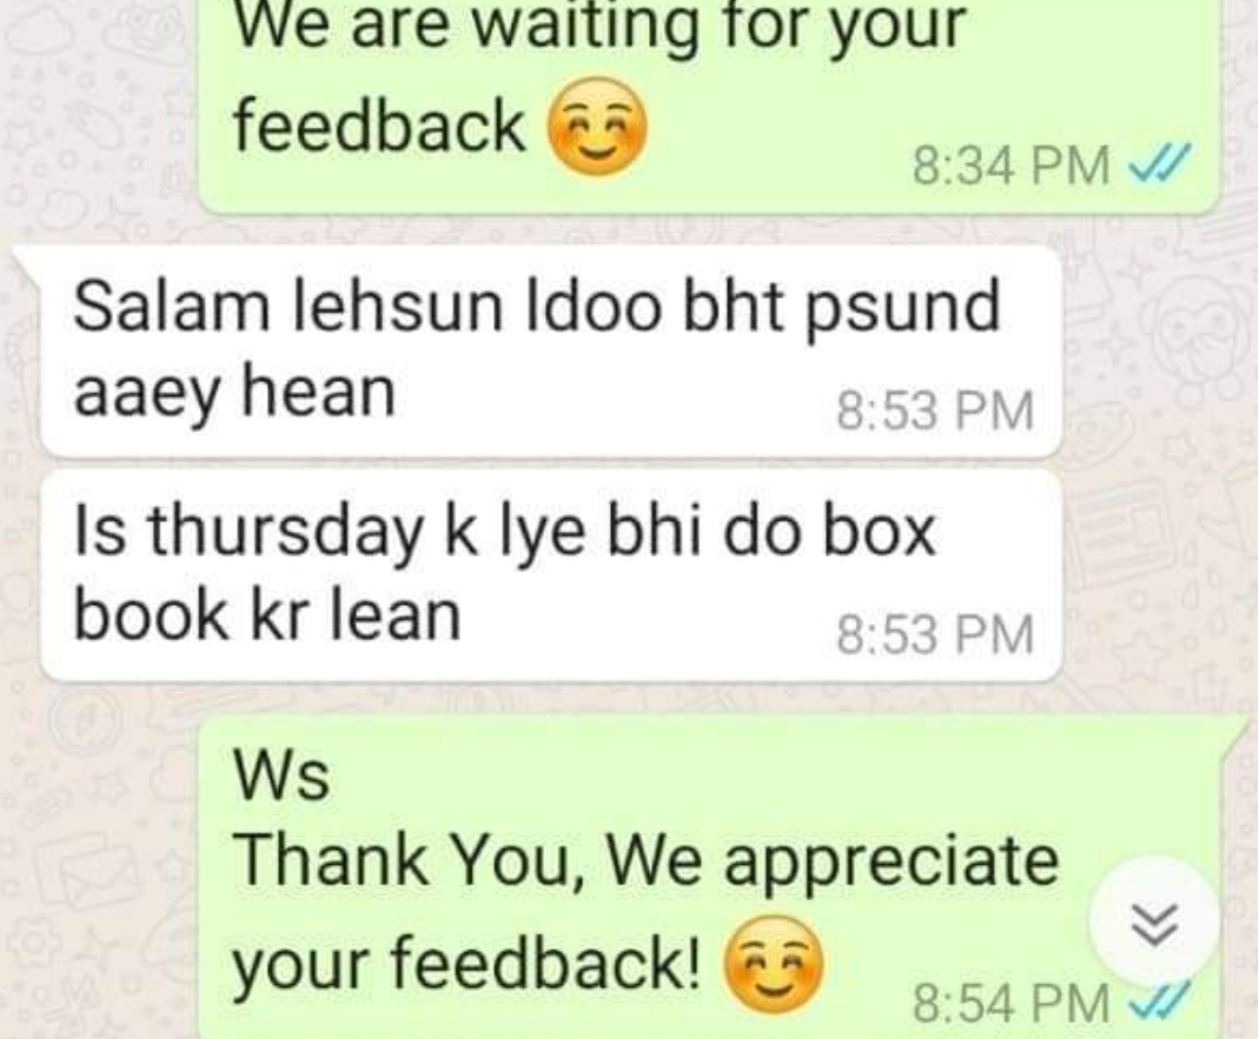 We are waiting for your
feedback 😊
8:34 PM
Salam lehsun ldoo bht psund
aaey hean
8:53 PM
Is thursday k lye bhi do box
book kr lean
8:53 PM
Ws
Thank You, We appreciate
your feedback! 😊
8:54 PM